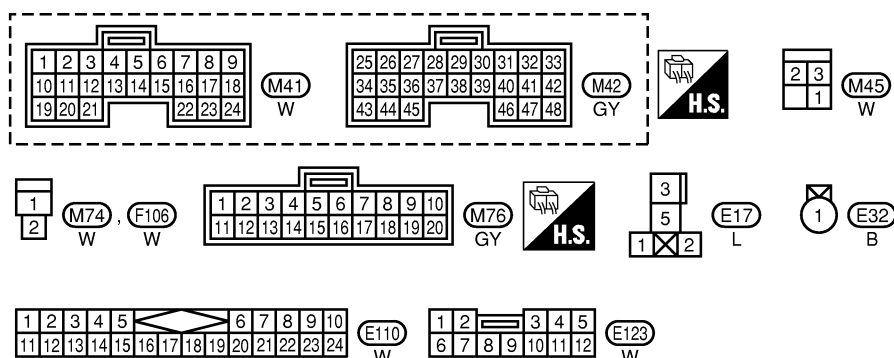 1 2 3 4 5 6 7 8 9
10 11 12 13 14 15 16 17 18
19 20 21 22 23 24
M41
W
25 26 27 28 29 30 31 32 33
34 35 36 37 38 39 40 41 42
43 44 45 46 47 48
M42
GY
H.S.
2 3
1
M45
W
1
2
M74 , F106
W W
1 2 3 4 5 6 7 8 9 10
11 12 13 14 15 16 17 18 19 20
M76
GY
H.S.
3
5
1 2
E17
L
1
E32
B
1 2 3 4 5 6 7 8 9 10
11 12 13 14 15 16 17 18 19 20 21 22 23 24
E110
W
1 2 3 4 5
6 7 8 9 10 11 12
E123
W